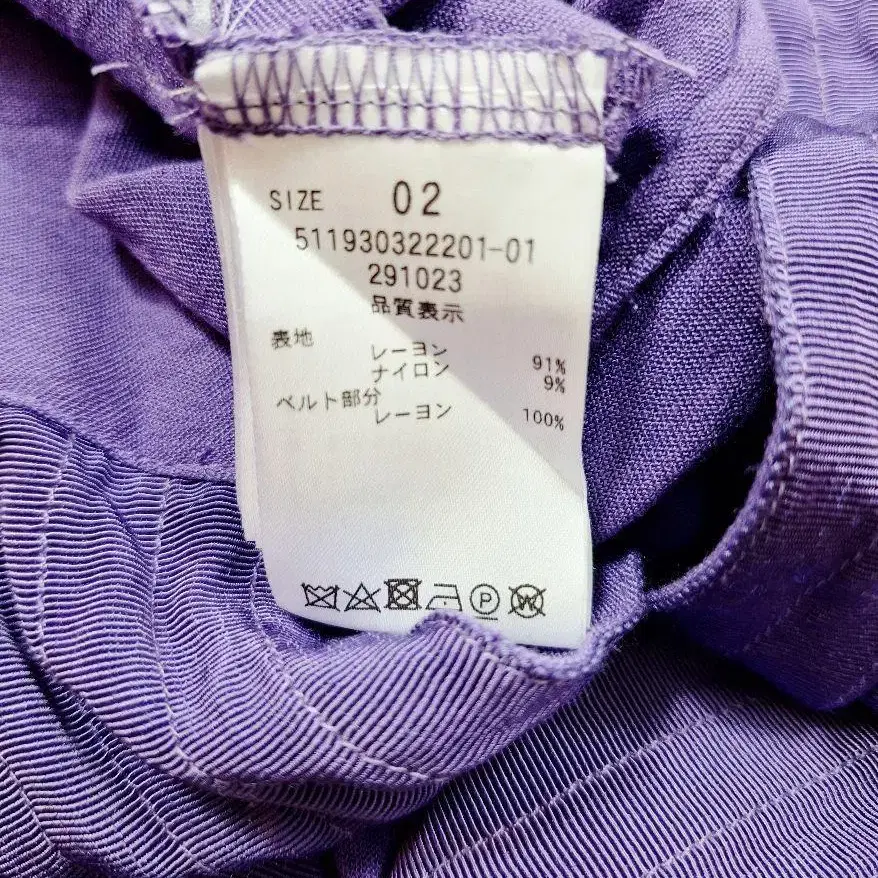 SIZE 02
511930322201-01
291023
品質表示
表地
レーヨン 91%
ナイロン 9%
ベルト部分
レーヨン 100%
P W